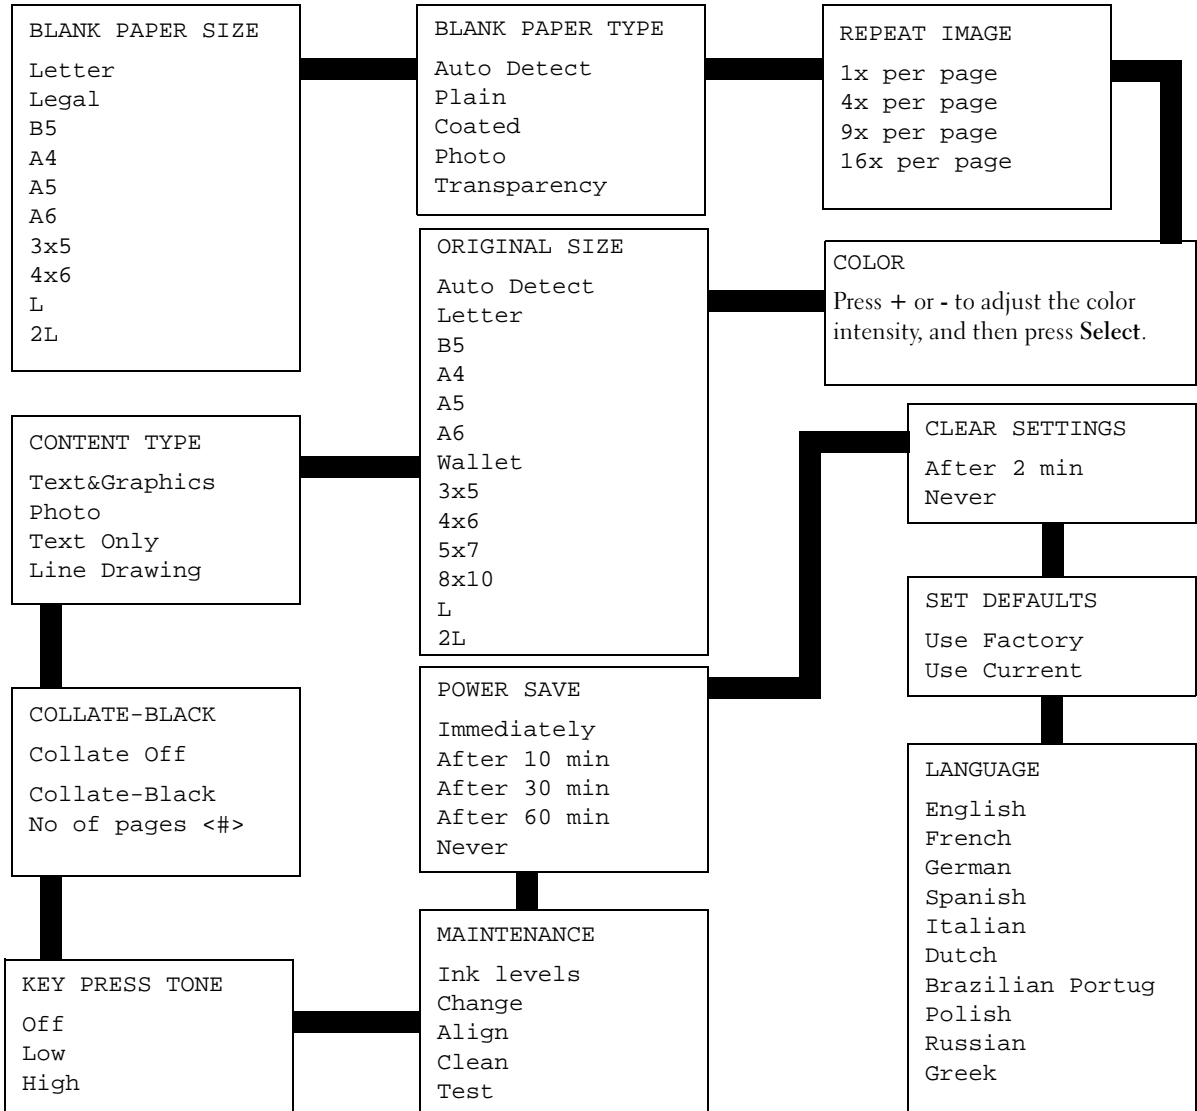 BLANK PAPER SIZE
Letter
Legal
B5
A4
A5
A6
3x5
4x6
L
2L
BLANK PAPER TYPE
Auto Detect
Plain
Coated
Photo
Transparency
REPEAT IMAGE
1x per page
4x per page
9x per page
16x per page
COLOR
Press + or - to adjust the color
intensity, and then press Select.
ORIGINAL SIZE
Auto Detect
Letter
B5
A4
A5
A6
Wallet
3x5
4x6
5x7
8x10
L
2L
CONTENT TYPE
Text&Graphics
Photo
Text Only
Line Drawing
COLLATE-BLACK
Collate Off
Collate-Black
No of pages <#>
KEY PRESS TONE
Off
Low
High
MAINTENANCE
Ink levels
Change
Align
Clean
Test
POWER SAVE
Immediately
After 10 min
After 30 min
After 60 min
Never
CLEAR SETTINGS
After 2 min
Never
SET DEFAULTS
Use Factory
Use Current
LANGUAGE
English
French
German
Spanish
Italian
Dutch
Brazilian Portug
Polish
Russian
Greek